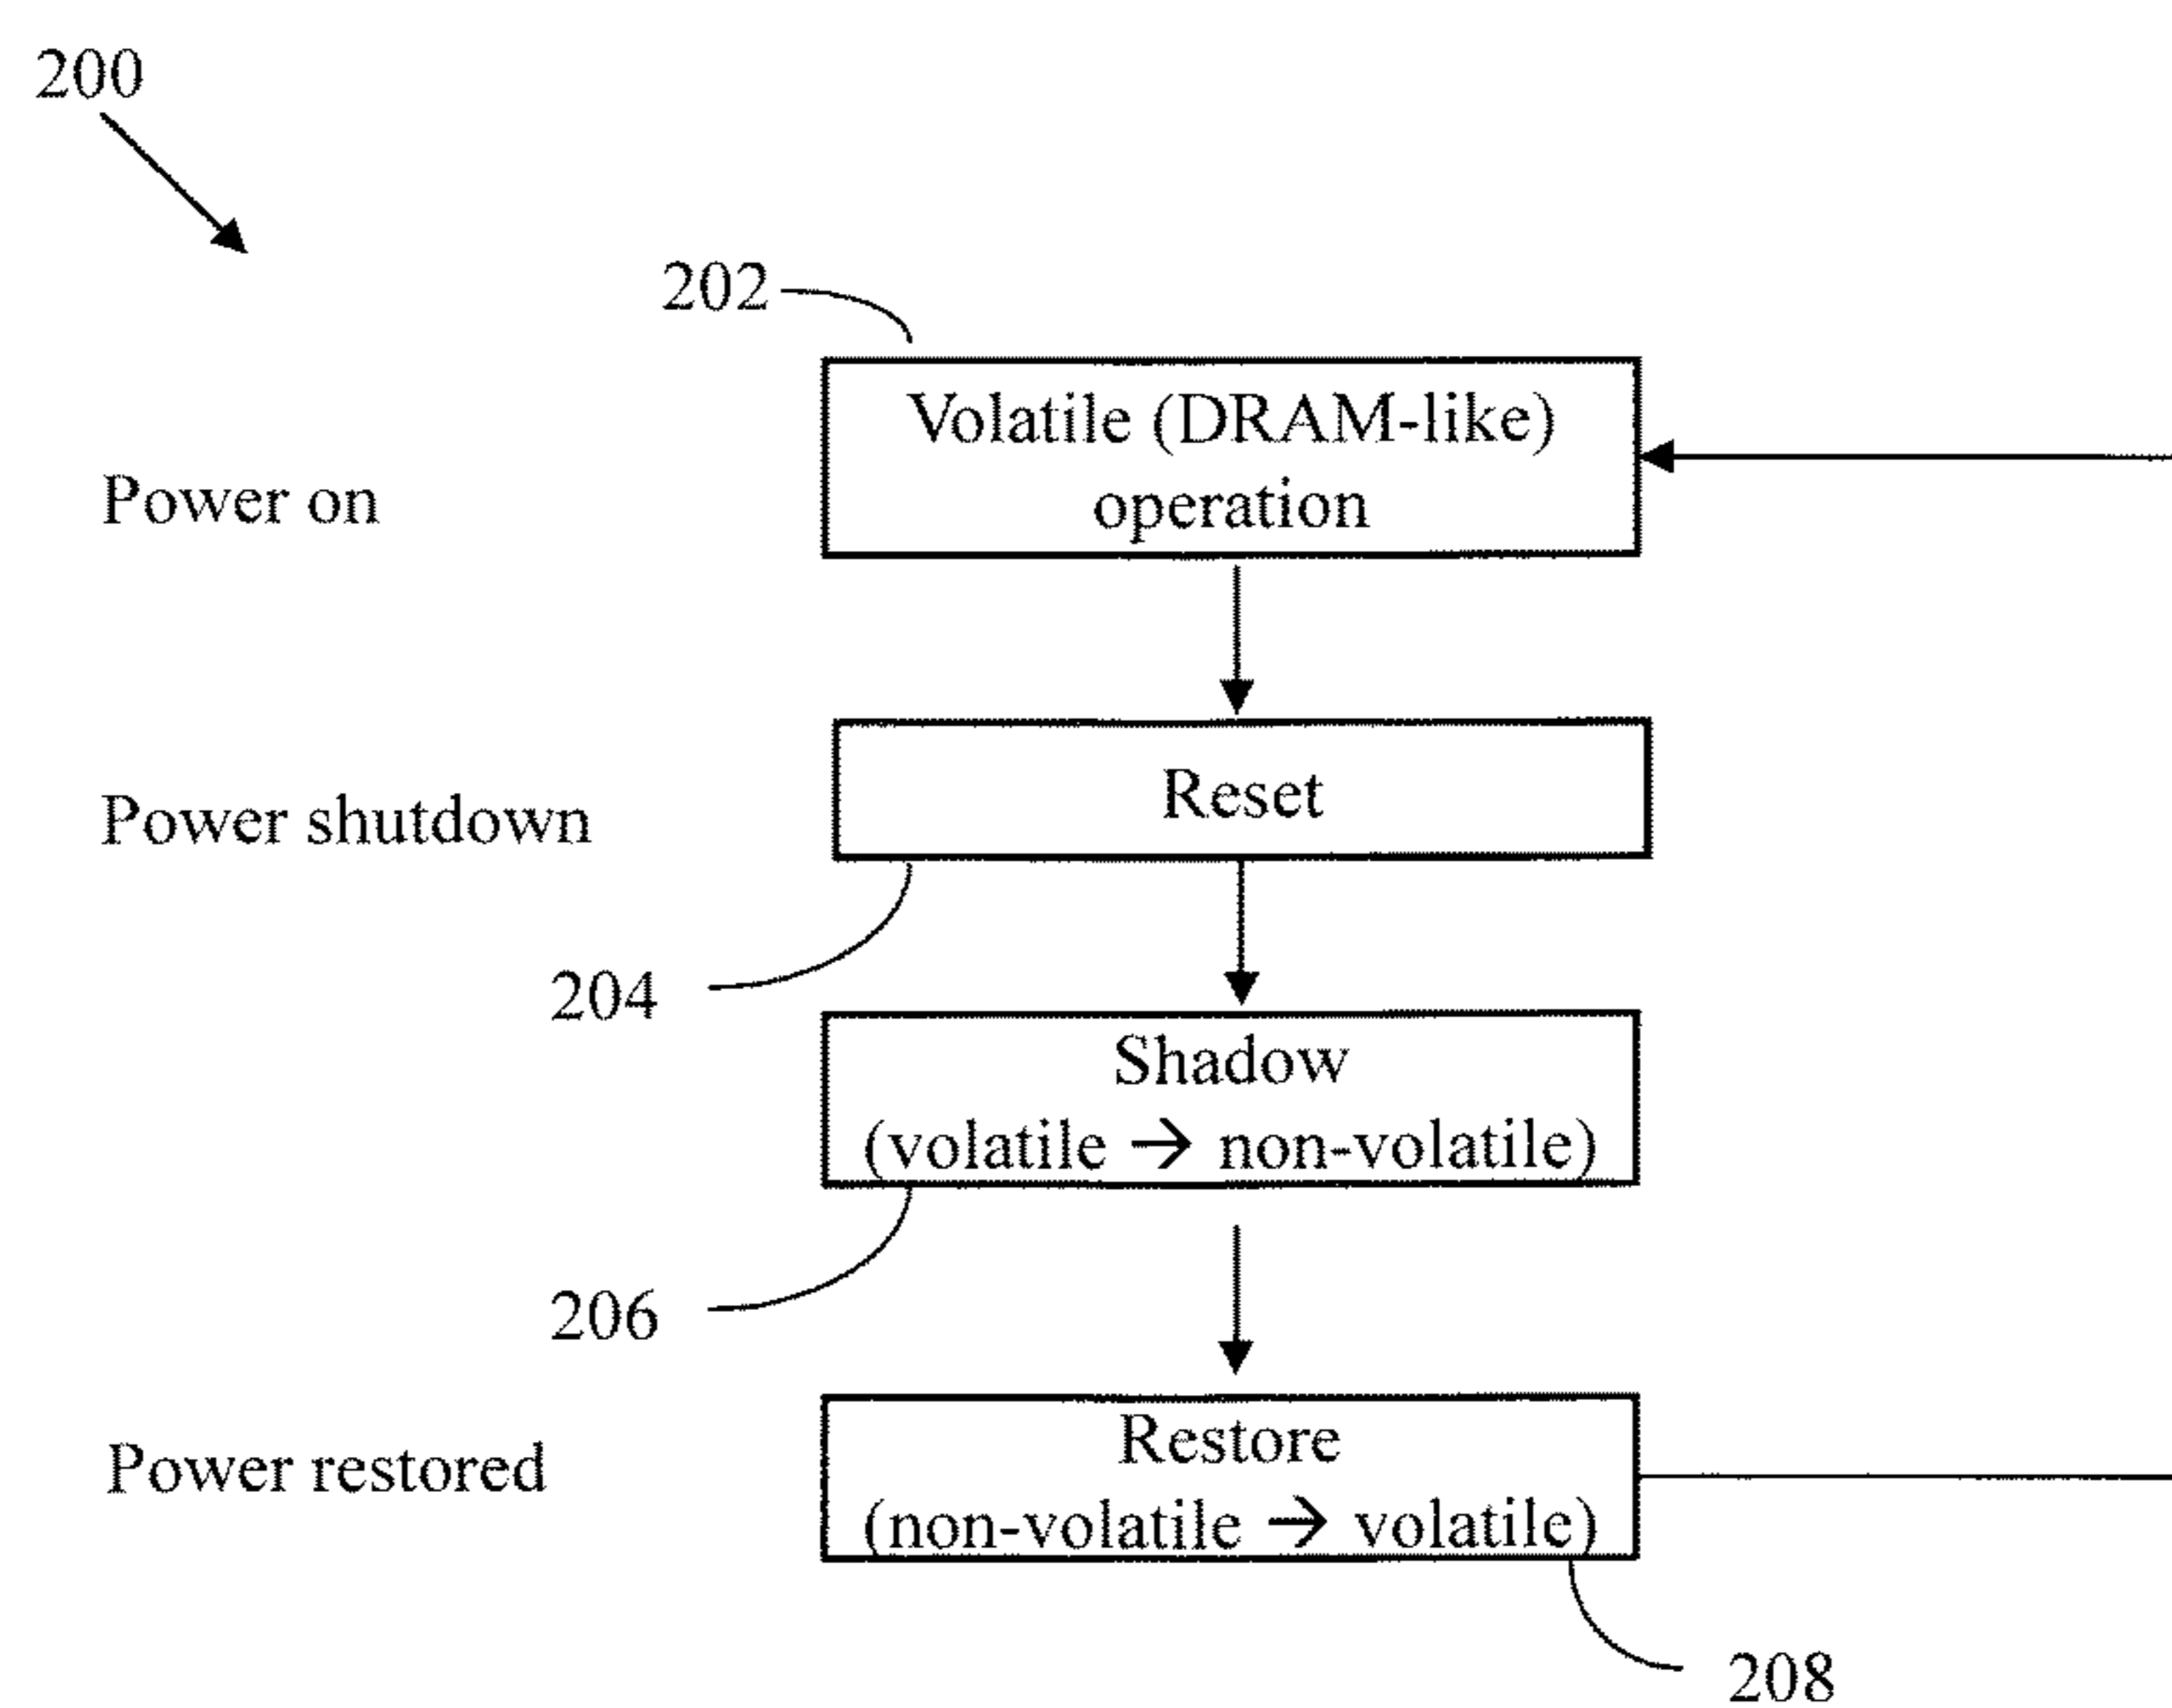 200
202
Volatile (DRAM-like)
operation
Power on
Reset
Power shutdown
204
Shadow
(volatile → non-volatile)
206
Restore
Power restored
(non-volatile → volatile)
208